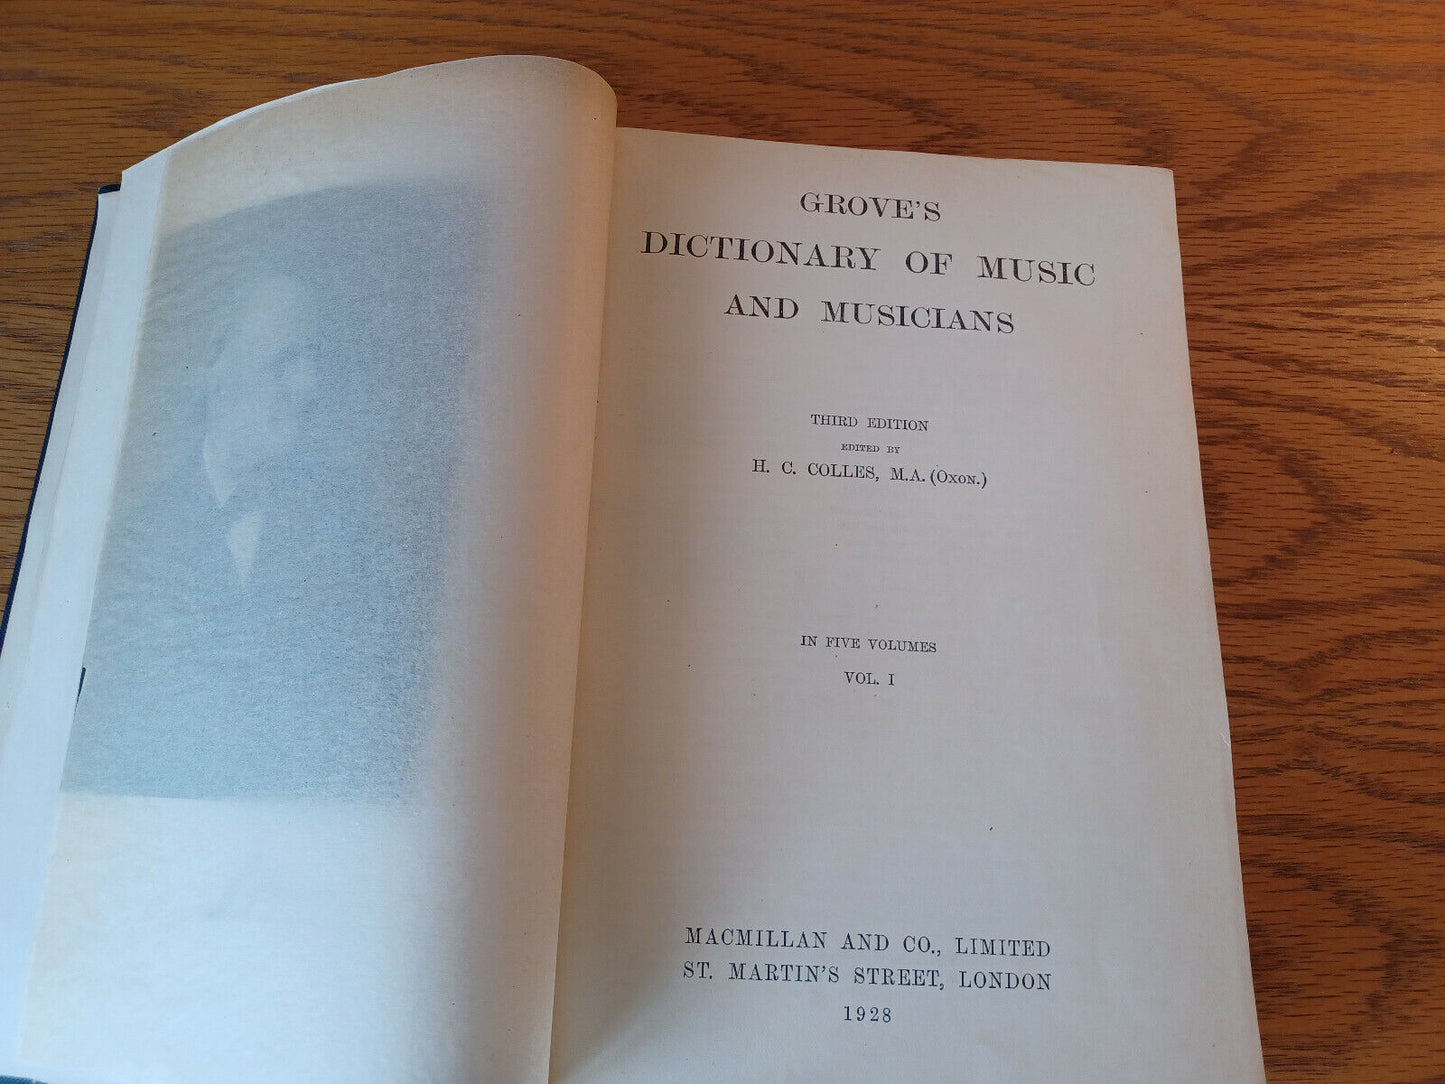 GROVE'S
DICTIONARY OF MUSIC
AND MUSICIANS
THIRD EDITION
EDITED BY
H. C. COLLES, M.A. (Oxon.)
IN FIVE VOLUMES
VOL. I
MACMILLAN AND CO., LIMITED
ST. MARTIN'S STREET, LONDON
1928